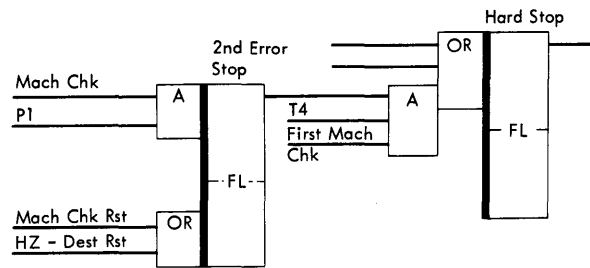 Hard Stop
2nd Error
Stop
OR
Mach Chk
A
P1
A
T4
First Mach
Chk
FL
FL
Mach Chk Rst
OR
HZ - Dest Rst